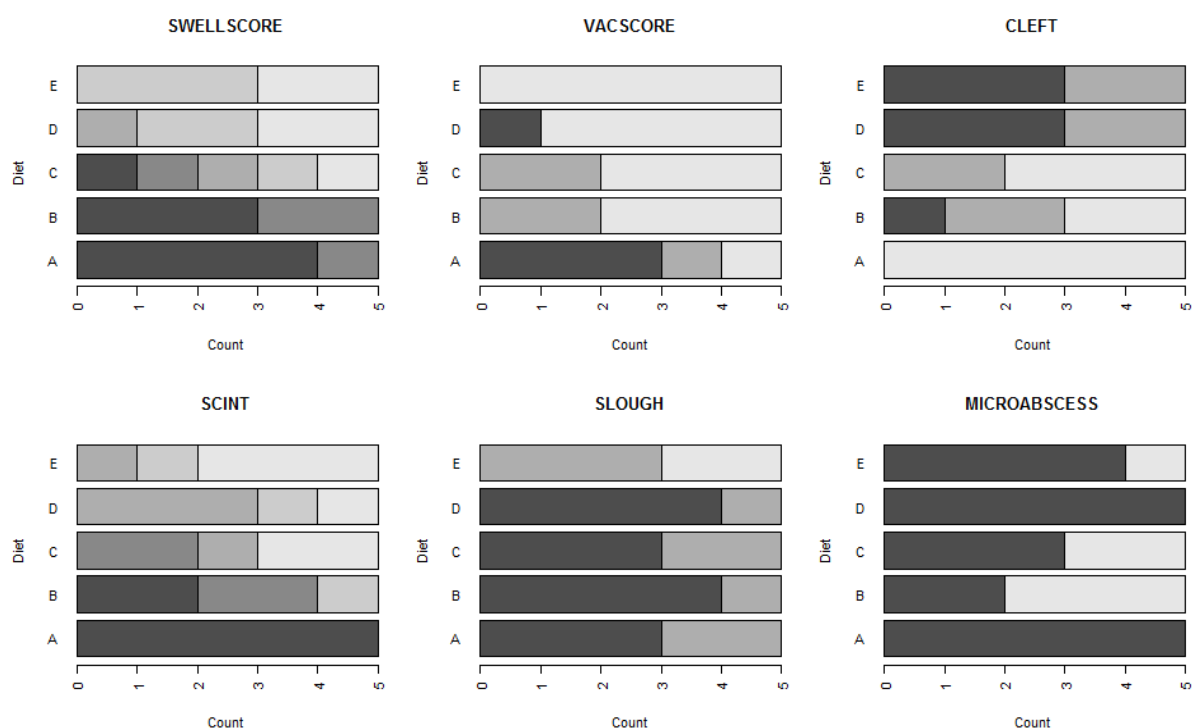 SWELLSCORE
E
D
C
B
A
Diet
0 1 2 3 4 5
Count
VACSCORE
E
D
C
B
A
Diet
0 1 2 3 4 5
Count
CLEFT
E
D
C
B
A
Diet
0 1 2 3 4 5
Count
SCINT
E
D
C
B
A
Diet
0 1 2 3 4 5
Count
SLOUGH
E
D
C
B
A
Diet
0 1 2 3 4 5
Count
MICROABSCESS
E
D
C
B
A
Diet
0 1 2 3 4 5
Count